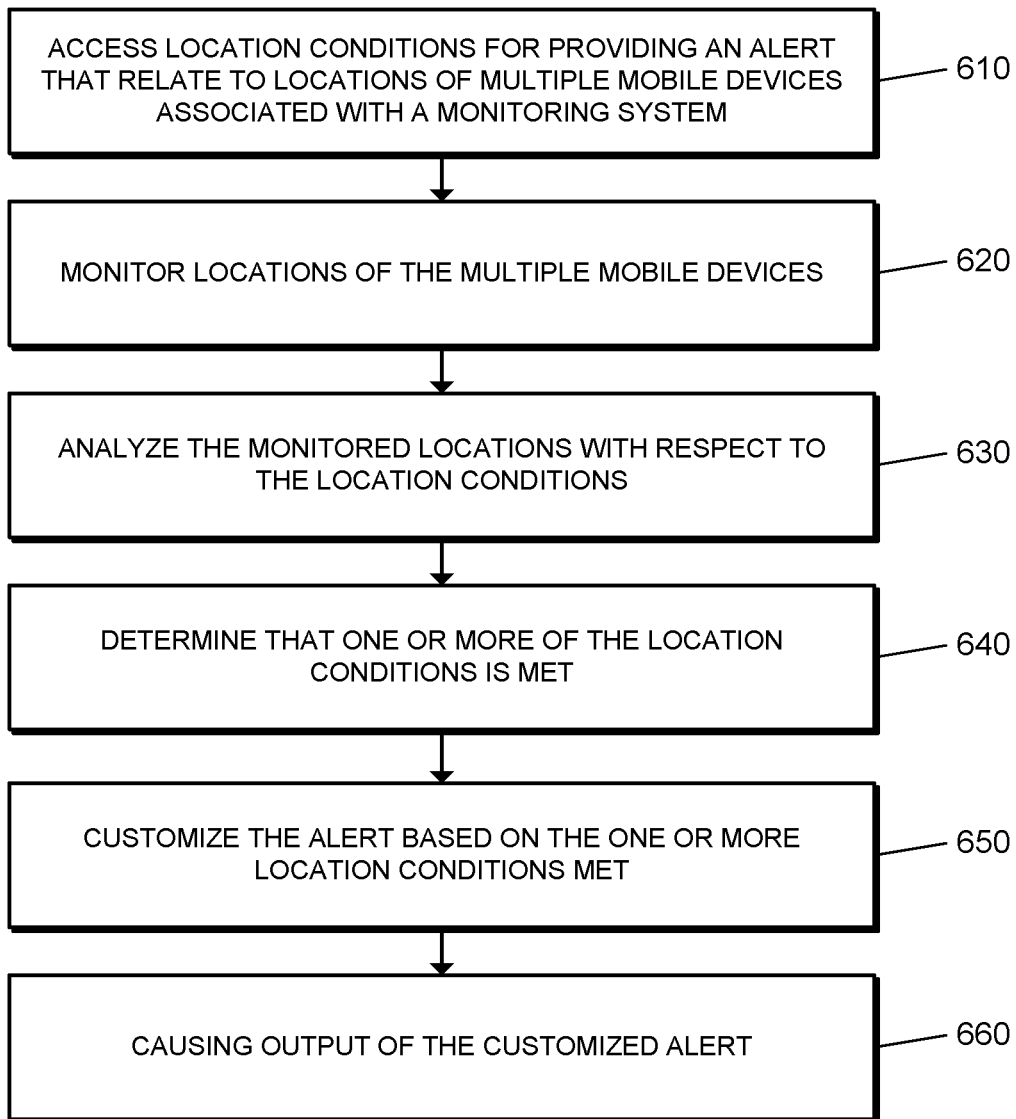 ACCESS LOCATION CONDITIONS FOR PROVIDING AN ALERT
THAT RELATE TO LOCATIONS OF MULTIPLE MOBILE DEVICES
ASSOCIATED WITH A MONITORING SYSTEM
610
MONITOR LOCATIONS OF THE MULTIPLE MOBILE DEVICES
620
ANALYZE THE MONITORED LOCATIONS WITH RESPECT TO
THE LOCATION CONDITIONS
630
DETERMINE THAT ONE OR MORE OF THE LOCATION
CONDITIONS IS MET
640
CUSTOMIZE THE ALERT BASED ON THE ONE OR MORE
LOCATION CONDITIONS MET
650
CAUSING OUTPUT OF THE CUSTOMIZED ALERT
660